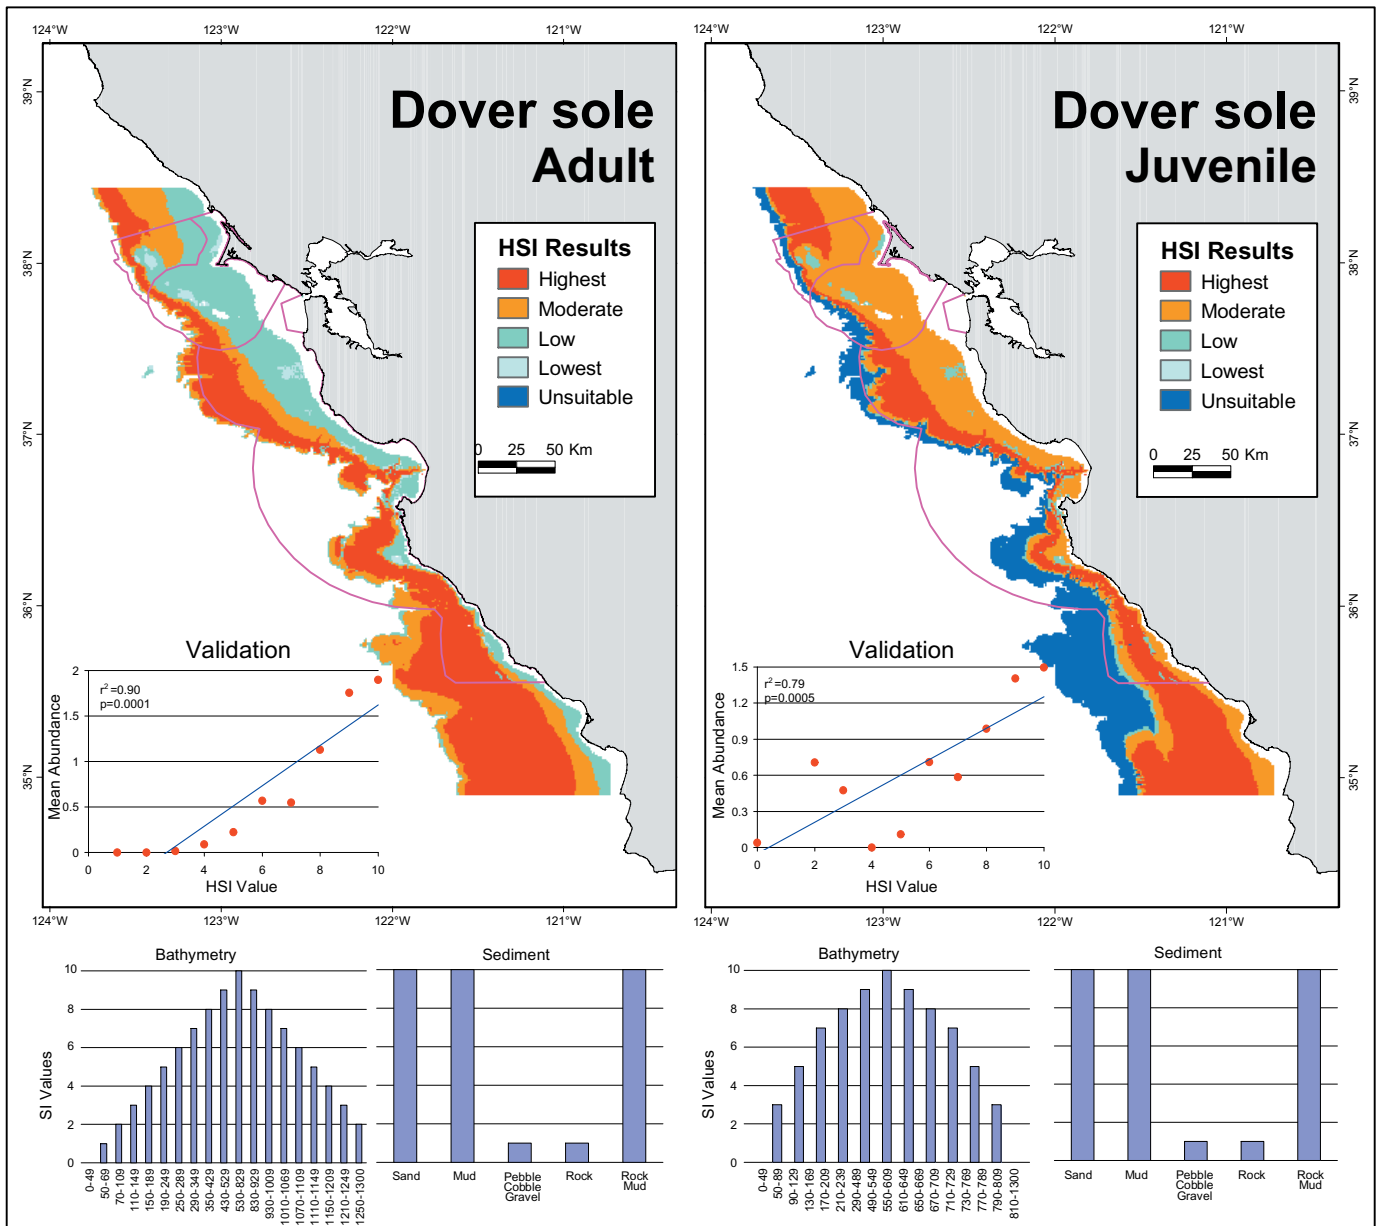 124°W 123°W 122°W 121°W
39°N
38°N
37°N
36°N
35°N
Dover sole
Adult
HSI Results
Highest
Moderate
Low
Lowest
Unsuitable
0 25 50 Km
Validation
r²=0.90
p=0.0001
Mean Abundance
2
1.5
1
0.5
0
0 2 4 6 8 10
HSI Value
124°W 123°W 122°W 121°W
124°W 123°W 122°W 121°W
39°N
38°N
37°N
36°N
35°N
Dover sole
Juvenile
HSI Results
Highest
Moderate
Low
Lowest
Unsuitable
0 25 50 Km
Validation
r²=0.79
p=0.0005
Mean Abundance
1.5
1.2
0.9
0.6
0.3
0
0 2 4 6 8 10
HSI Value
124°W 123°W 122°W 121°W
Bathymetry
SI Values
10
8
6
4
2
0
0-49
50-69
70-109
110-149
150-189
190-249
250-289
290-349
350-429
430-529
530-829
830-929
930-1009
1010-1069
1070-1109
1110-1149
1150-1209
1210-1249
1250-1300
Sediment
Sand
Mud
Pebble
Cobble
Gravel
Rock
Rock
Mud
Bathymetry
SI Values
10
8
6
4
2
0
0-49
50-89
90-129
130-169
170-209
210-239
290-489
490-549
550-609
610-649
650-669
670-709
710-729
730-769
770-789
790-809
810-1300
Sediment
Sand
Mud
Pebble
Cobble
Gravel
Rock
Rock
Mud